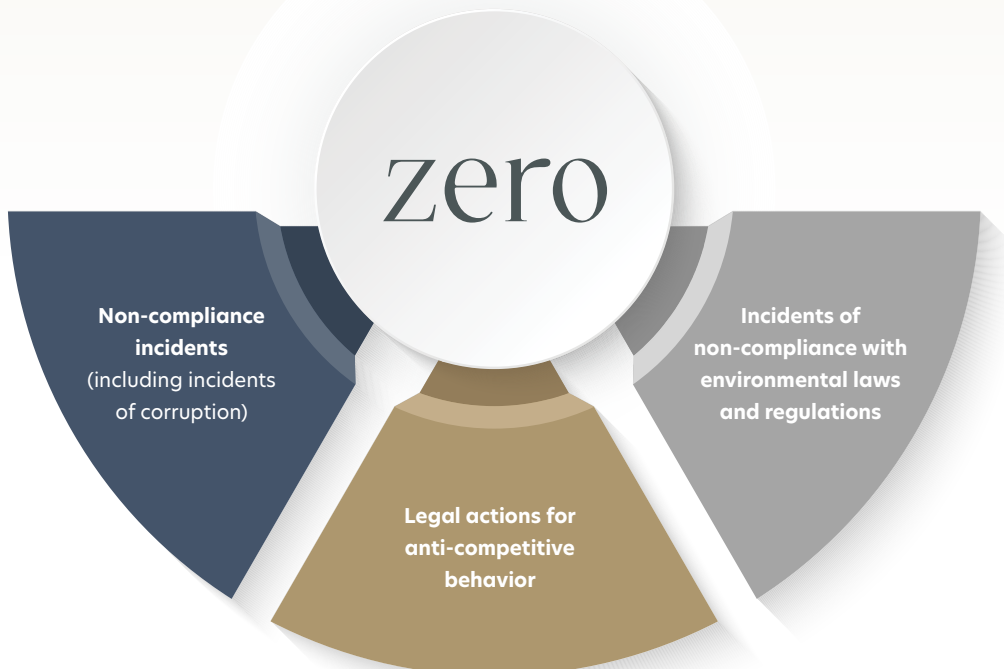 zero
Non-compliance
incidents
(including incidents
of corruption)
Legal actions for
anti-competitive
behavior
Incidents of
non-compliance with
environmental laws
and regulations